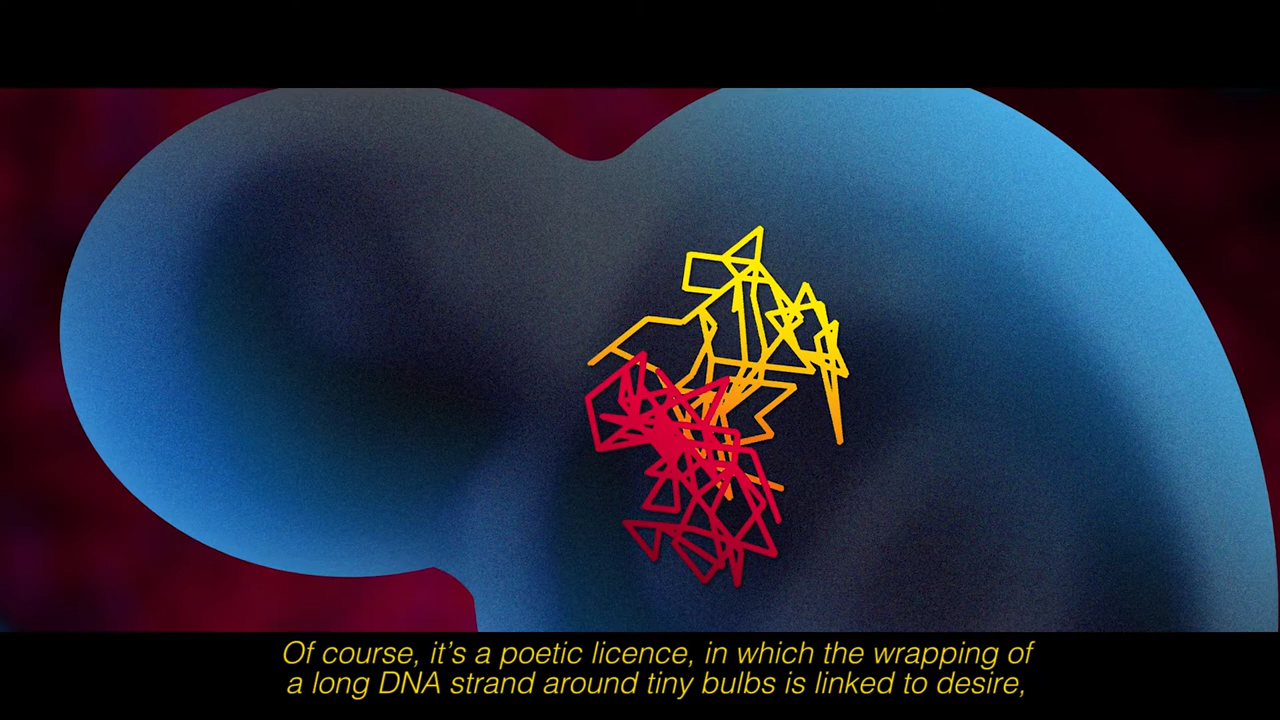 Of course, it's a poetic licence, in which the wrapping of
a long DNA strand around tiny bulbs is linked to desire,